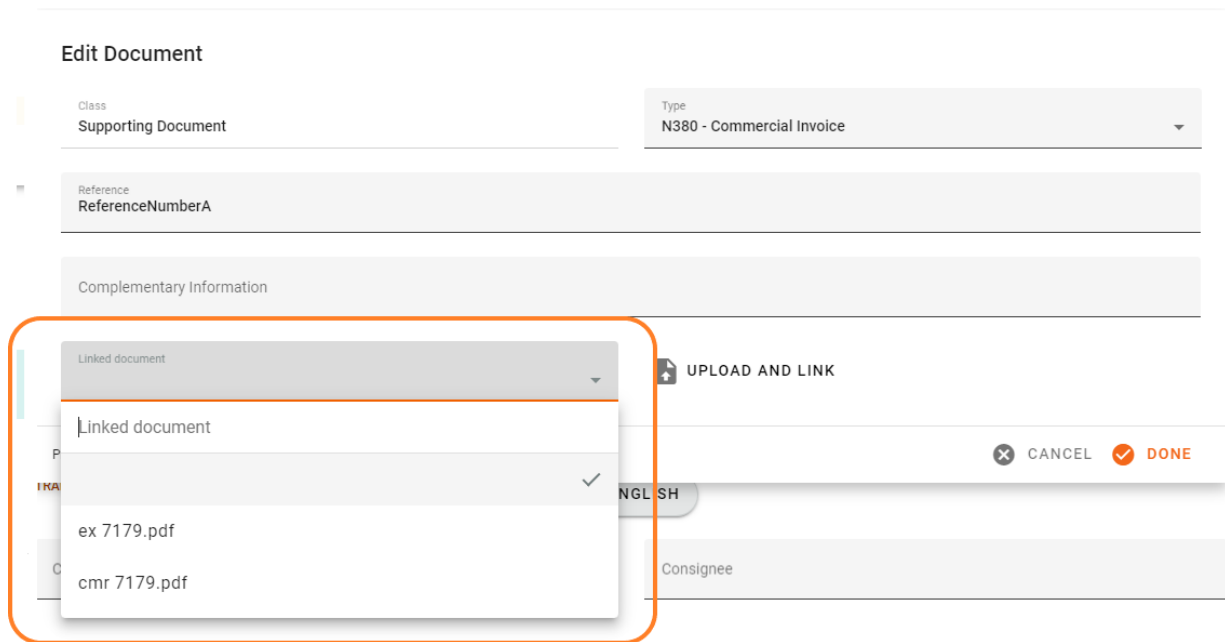 Edit Document
Class
Supporting Document
Type
N380 - Commercial Invoice
Reference
ReferenceNumberA
Complementary Information
Linked document
UPLOAD AND LINK
Linked document
CANCEL
DONE
ex 7179.pdf
cmr 7179.pdf
Consignee